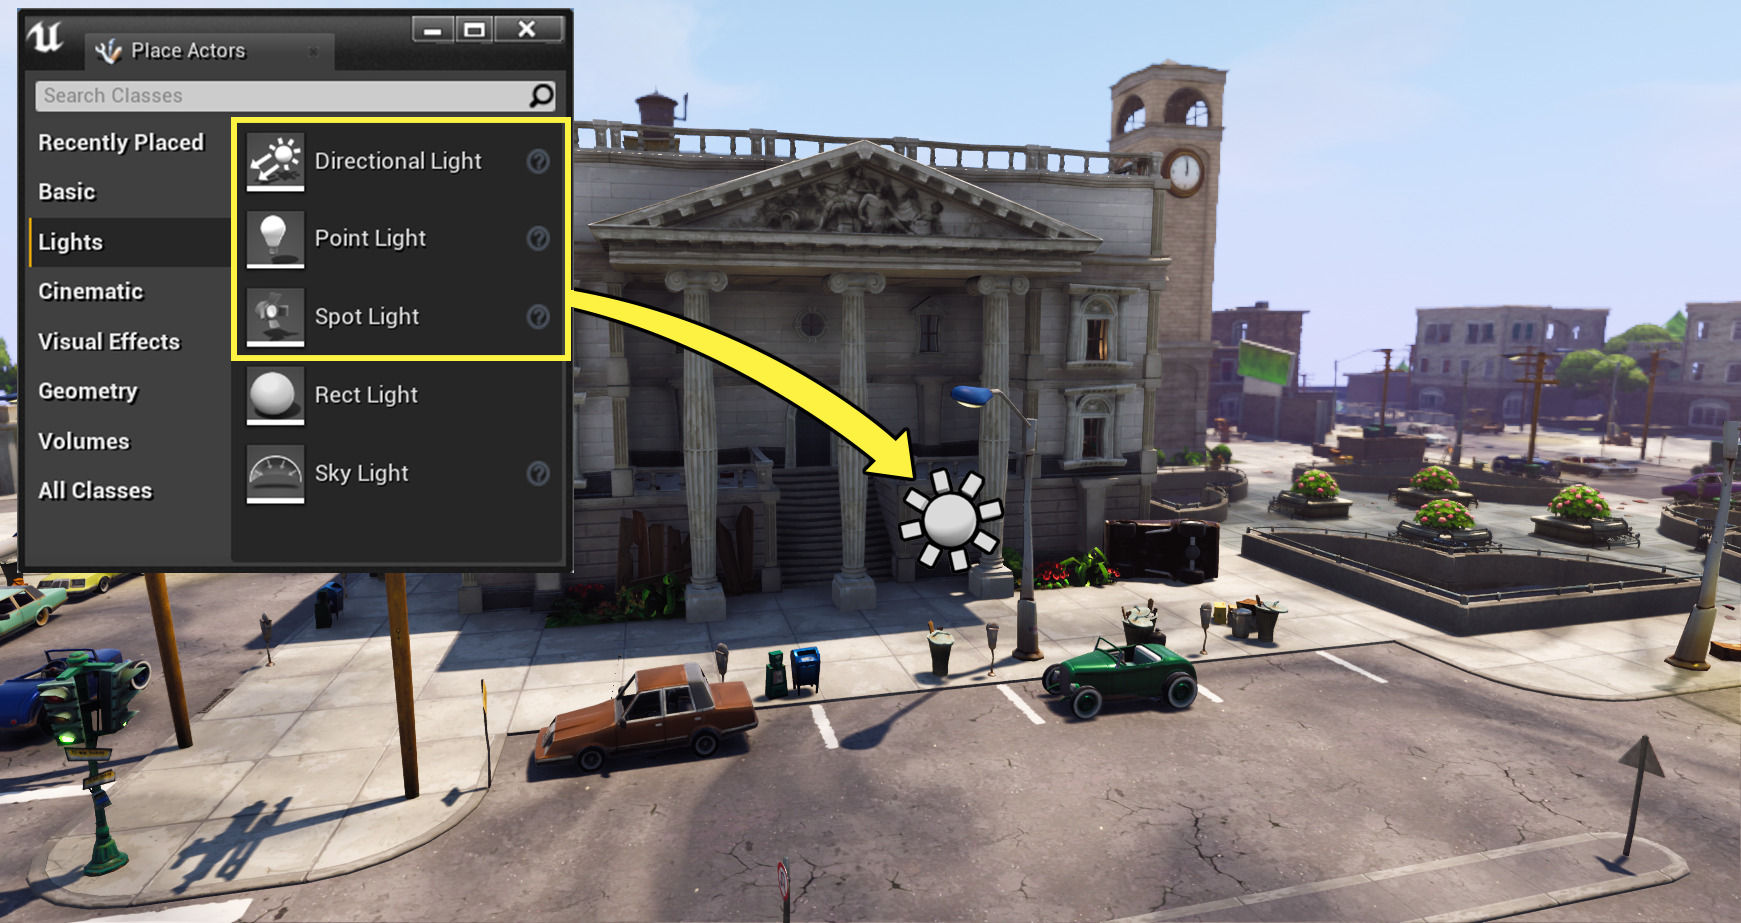 Place Actors
Search Classes
Recently Placed
Basic
Lights
Cinematic
Visual Effects
Geometry
Volumes
All Classes
Directional Light
Point Light
Spot Light
Rect Light
Sky Light